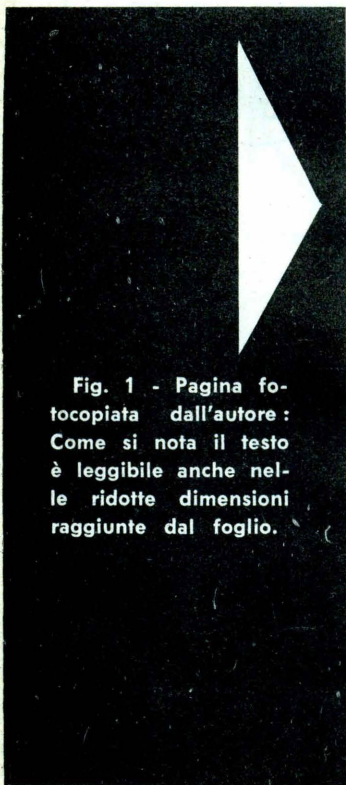 Fig. 1 - Pagina fo-
tocopiata dall'autore :
Come si nota il testo
è leggibile anche nel-
le ridotte dimensioni
raggiunte dal foglio.